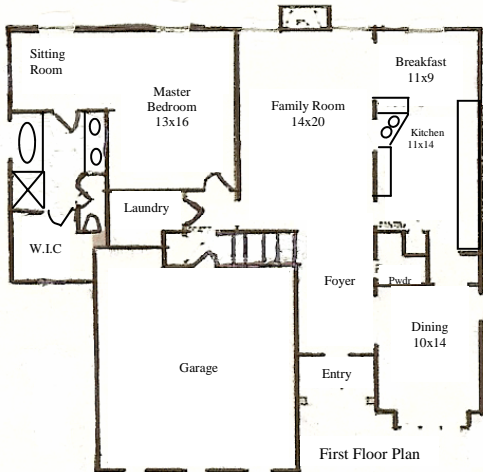 Sitting
Room
Master
Bedroom
13x16
Family Room
14x20
Breakfast
11x9
Kitchen
11x14
Laundry
W.I.C
Foyer
Pwdr
Dining
10x14
Garage
Entry
First Floor Plan